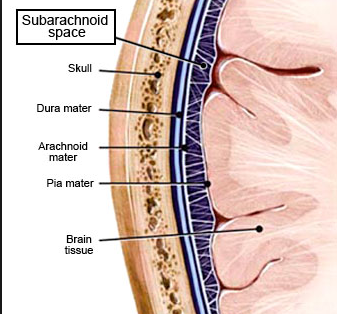 Subarachnoid
space
Skull
Dura mater
Arachnoid
mater
Pia mater
Brain
tissue